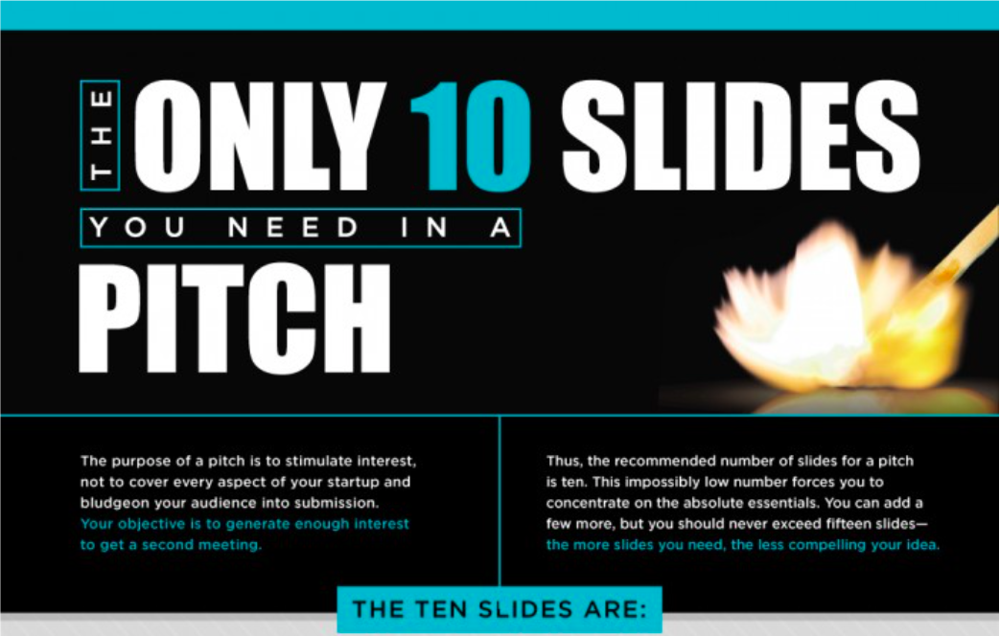 THE ONLY 10 SLIDES
YOU NEED IN A
PITCH
The purpose of a pitch is to stimulate interest,
not to cover every aspect of your startup and
bludgeon your audience into submission.
Your objective is to generate enough interest
to get a second meeting.
Thus, the recommended number of slides for a pitch
is ten. This impossibly low number forces you to
concentrate on the absolute essentials. You can add a
few more, but you should never exceed fifteen slides—
the more slides you need, the less compelling your idea.
THE TEN SLIDES ARE: